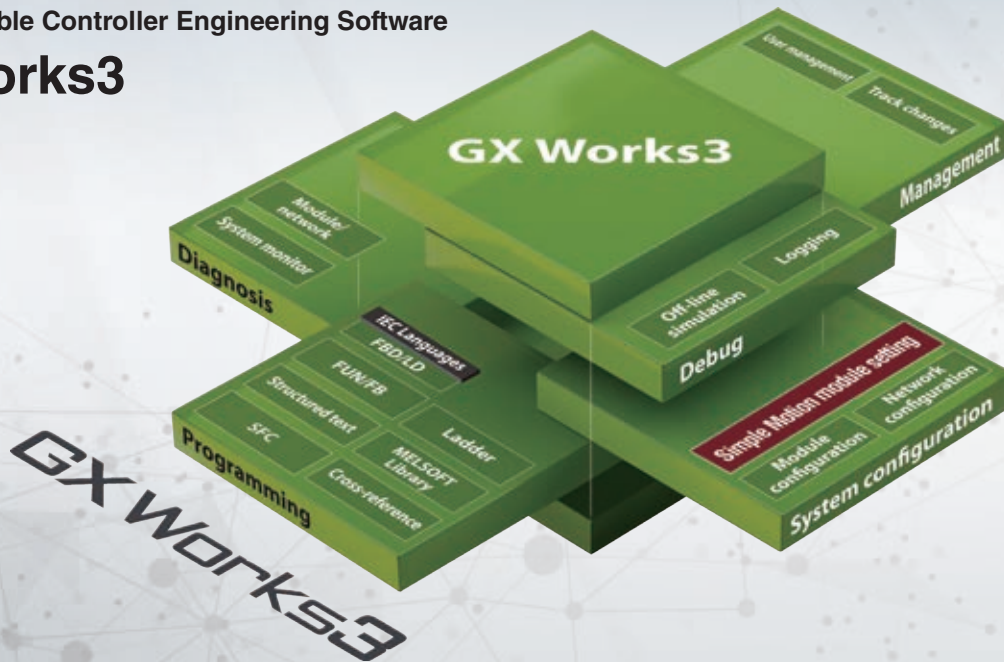 ble Controller Engineering Software
orks3
GX Works3
User management
Track changes
Management
Module/
network
System monitor
Diagnosis
Logging
Off-line
simulation
Debug
IEC Languages
FBD/LD
FUN/FB
Structured text
SFC
Ladder
MELSOFT
Library
Cross-reference
Programming
Simple Motion module setting
Network
configuration
Module
configuration
System configuration
GX Works3